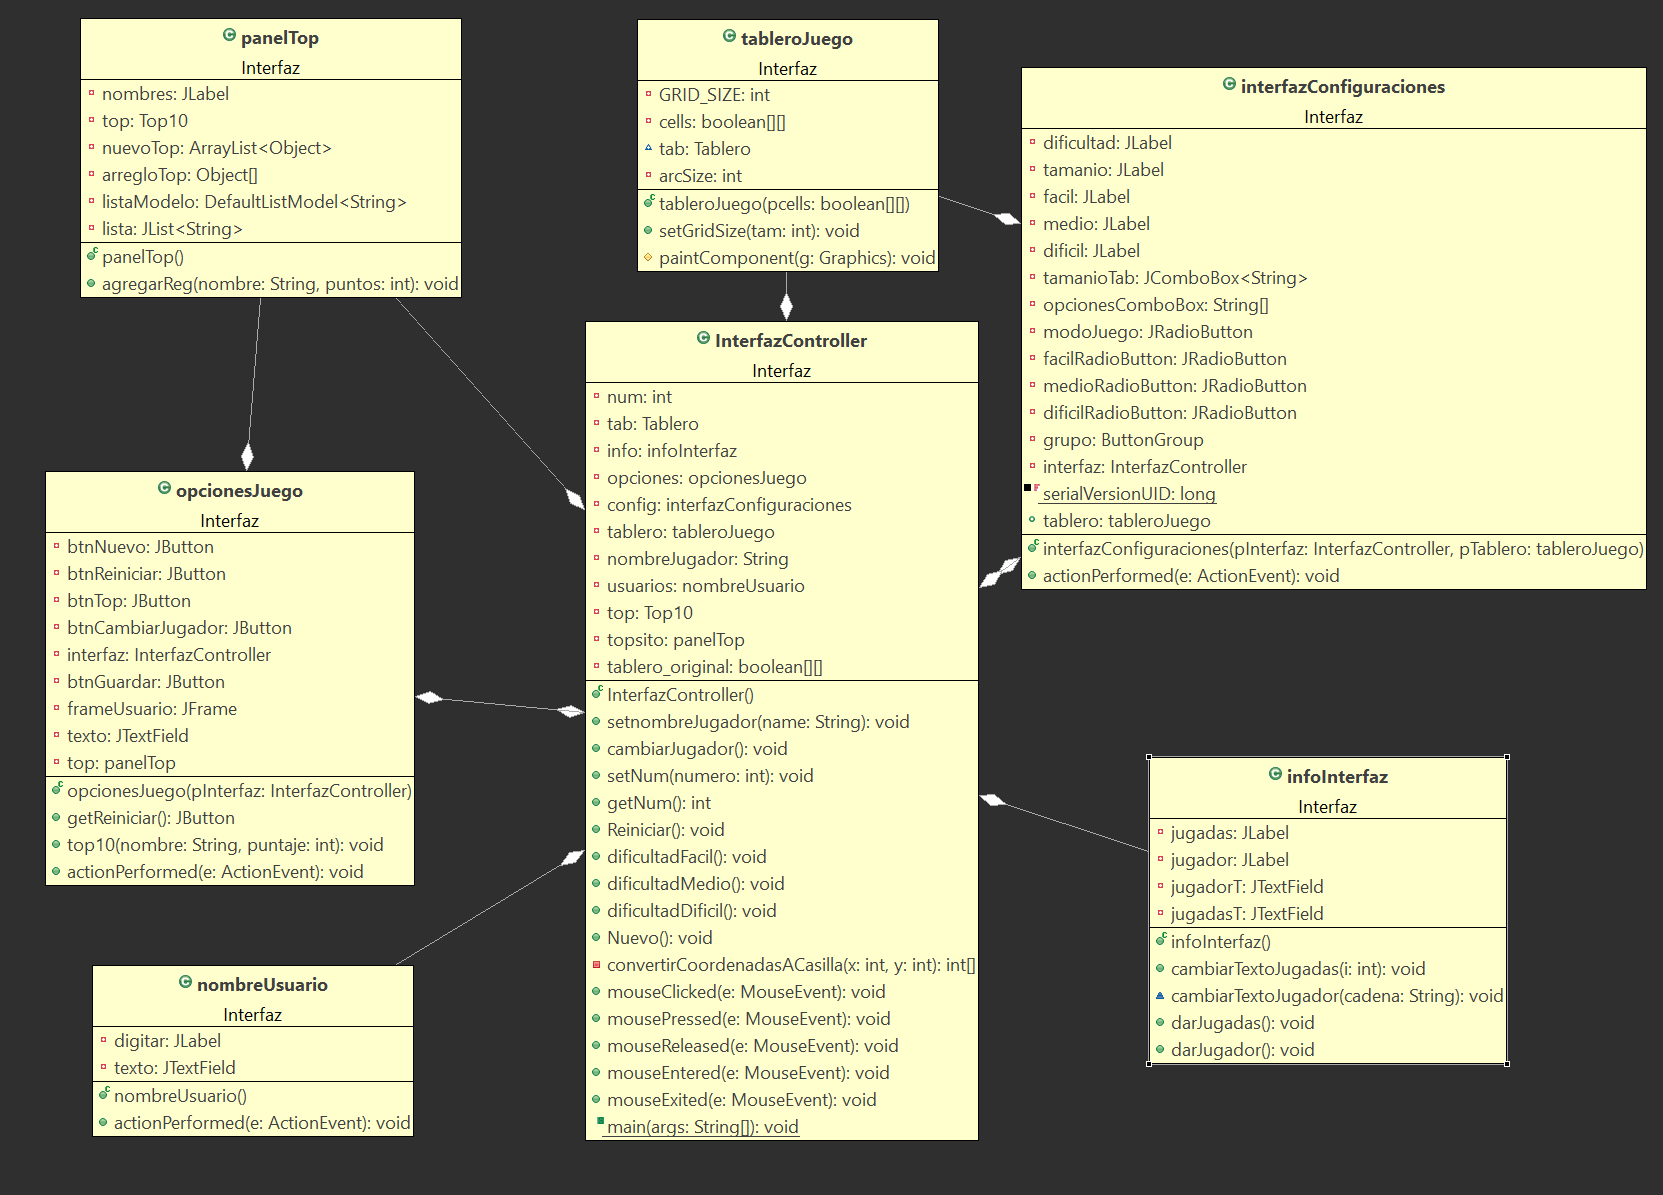 panelTop
Interfaz
nombres: JLabel
top: Top10
nuevoTop: ArrayList<Object>
arregloTop: Object[]
listaModelo: DefaultListModel<String>
lista: JList<String>
panelTop()
agregarReg(nombre: String, puntos: int): void
tableroJuego
Interfaz
GRID_SIZE: int
cells: boolean[][]
tab: Tablero
arcSize: int
tableroJuego(pcells: boolean[][])
setGridSize(tam: int): void
paintComponent(g: Graphics): void
interfazConfiguraciones
Interfaz
dificultad: JLabel
tamanio: JLabel
facil: JLabel
medio: JLabel
dificil: JLabel
tamanioTab: JComboBox<String>
opcionesComboBox: String[]
modoJuego: JRadioButton
facilRadioButton: JRadioButton
medioRadioButton: JRadioButton
dificilRadioButton: JRadioButton
grupo: ButtonGroup
interfaz: InterfazController
serialVersionUID: long
tablero: tableroJuego
interfazConfiguraciones(pInterfaz: InterfazController, pTablero: tableroJuego)
actionPerformed(e: ActionEvent): void
InterfazController
Interfaz
num: int
tab: Tablero
info: infoInterfaz
opciones: opcionesJuego
config: interfazConfiguraciones
tablero: tableroJuego
nombreJugador: String
usuarios: nombreUsuario
top: Top10
topsito: panelTop
tablero_original: boolean[][]
InterfazController()
setnombreJugador(name: String): void
cambiarJugador(): void
setNum(numero: int): void
getNum(): int
Reiniciar(): void
dificultadFacil(): void
dificultadMedio(): void
dificultadDificil(): void
Nuevo(): void
convertirCoordenadasACasilla(x: int, y: int): int[]
mouseClicked(e: MouseEvent): void
mousePressed(e: MouseEvent): void
mouseReleased(e: MouseEvent): void
mouseEntered(e: MouseEvent): void
mouseExited(e: MouseEvent): void
main(args: String[]): void
opcionesJuego
Interfaz
btnNuevo: JButton
btnReiniciar: JButton
btnTop: JButton
btnCambiarJugador: JButton
interfaz: InterfazController
btnGuardar: JButton
frameUsuario: JFrame
texto: JTextField
top: panelTop
opcionesJuego(pInterfaz: InterfazController)
getReiniciar(): JButton
top10(nombre: String, puntaje: int): void
actionPerformed(e: ActionEvent): void
infoInterfaz
Interfaz
jugadas: JLabel
jugador: JLabel
jugadorT: JTextField
jugadasT: JTextField
infoInterfaz()
cambiarTextoJugadas(i: int): void
cambiarTextoJugador(cadena: String): void
darJugadas(): void
darJugador(): void
nombreUsuario
Interfaz
digitar: JLabel
texto: JTextField
nombreUsuario()
actionPerformed(e: ActionEvent): void